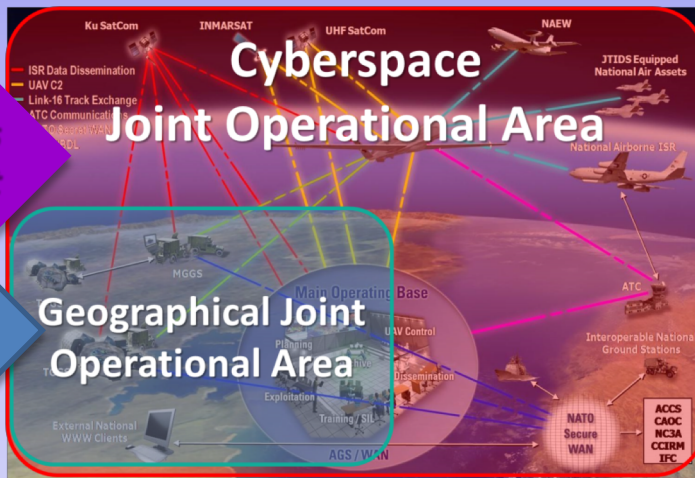 Ku SatCom
INMARSAT
UHF SatCom
NAEW
Cyberspace
Joint Operational Area
JTIDS Equipped
National Air Assets
ISR Data Dissemination
UAV C2
Link-16 Track Exchange
ATC Communications
National Airborne ISR
MGGS
Main Operating Base
UAV Control
Geographical Joint
Operational Area
Planning
Exploitation
Dissemination
Training / SIL
ATC
Interoperable National
Ground Stations
External National
WWW Clients
AGS / WAN
NATO
Secure
WAN
ACCS
CAOC
NC3A
CCIRM
IFC